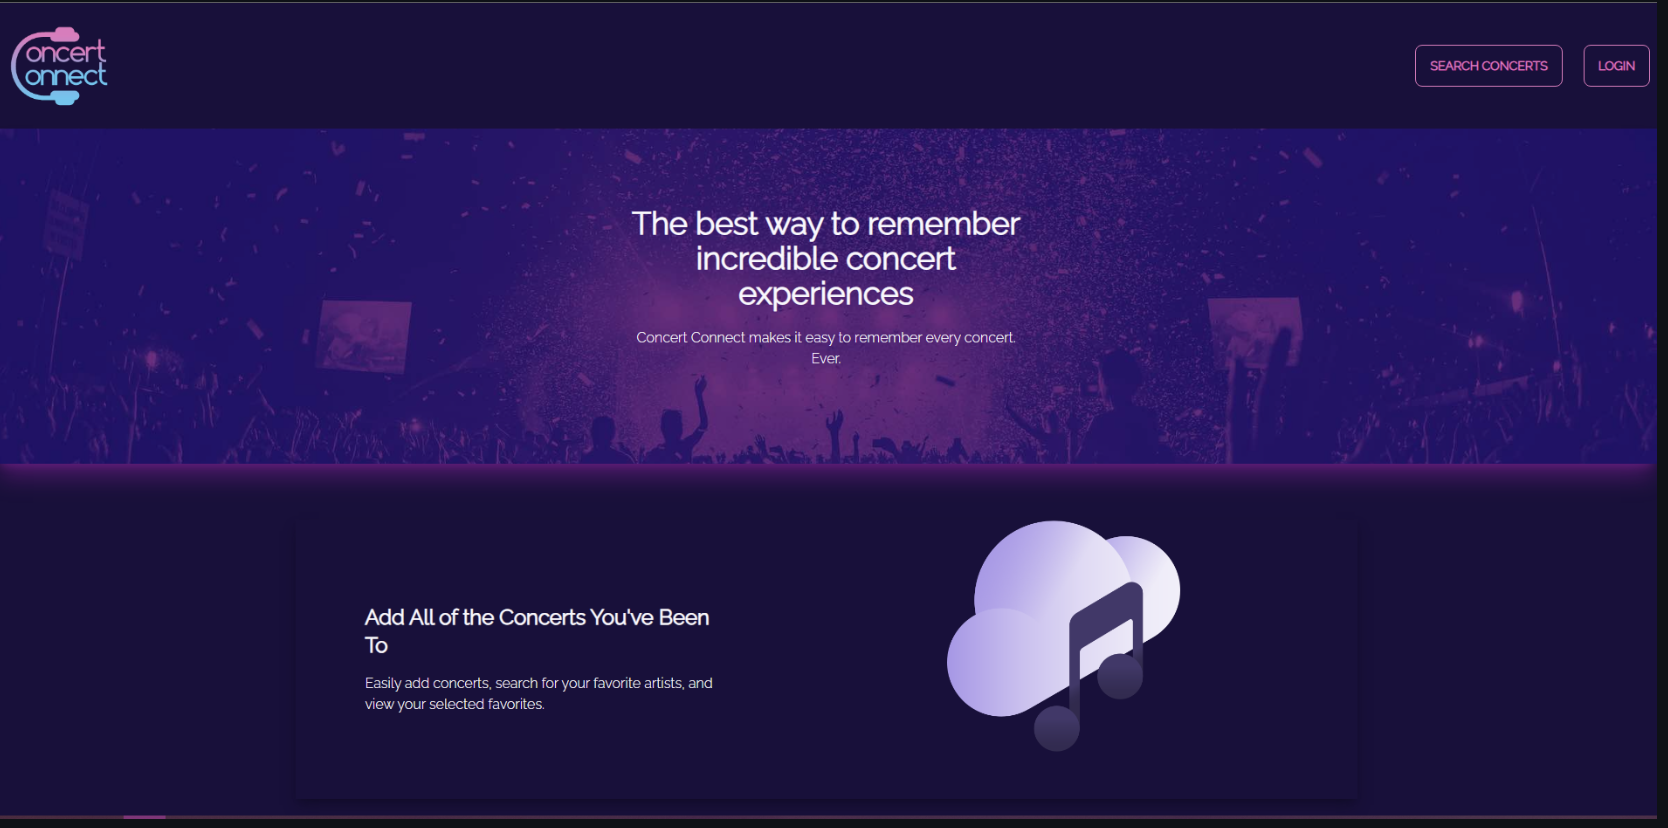 oncert
onnect
SEARCH CONCERTS
LOGIN
The best way to remember
incredible concert
experiences
Concert Connect makes it easy to remember every concert.
Ever.
Add All of the Concerts You've Been
To
Easily add concerts, search for your favorite artists, and
view your selected favorites.